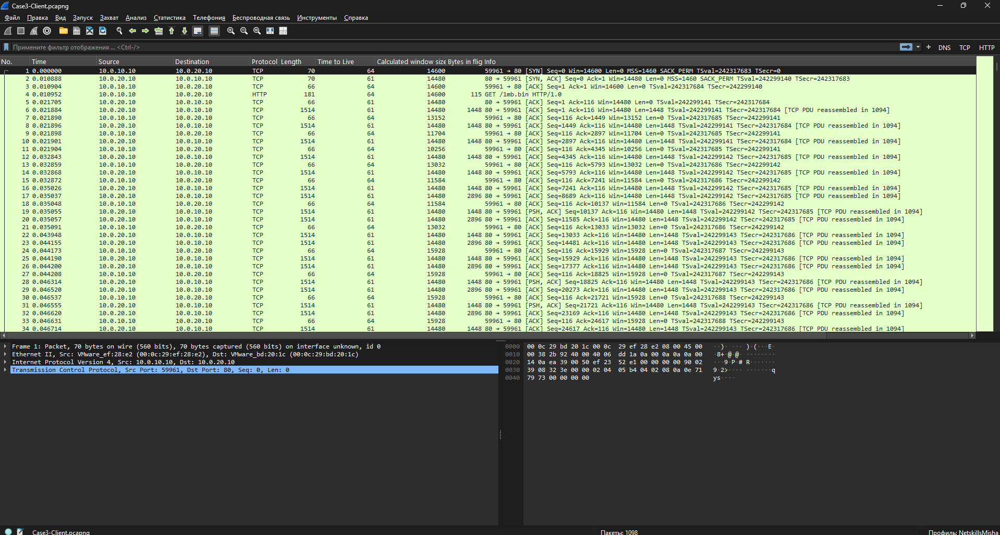 Case3-Client.pcapng
Файл Правка Вид Запуск Захват Анализ Статистика Телефония Беспроводная связь Инструменты Справка
Примените фильтр отображения ... <Ctrl-/> + DNS TCP HTTP
No. Time Source Destination Protocol Length Time to Live Calculated window size Bytes in flig Info
1 0.000000 10.0.10.10 10.0.20.10 TCP 70 64 14600 59961 → 80 [SYN] Seq=0 Win=14600 Len=0 MSS=1460 SACK_PERM TSval=242317683 TSecr=0
2 0.010888 10.0.20.10 10.0.10.10 TCP 70 61 14480 80 → 59961 [SYN, ACK] Seq=0 Ack=1 Win=14480 Len=0 MSS=1460 SACK_PERM TSval=242299140 TSecr=242317683
3 0.010904 10.0.10.10 10.0.20.10 TCP 66 64 14600 59961 → 80 [ACK] Seq=1 Ack=1 Win=14600 Len=0 TSval=242317684 TSecr=242299140
4 0.010952 10.0.10.10 10.0.20.10 HTTP 181 64 14600 115 GET /1mb.bin HTTP/1.0
5 0.021705 10.0.20.10 10.0.10.10 TCP 66 61 14480 80 → 59961 [ACK] Seq=1 Ack=116 Win=14480 Len=0 TSval=242299141 TSecr=242317684
6 0.021884 10.0.20.10 10.0.10.10 TCP 1514 61 14480 1448 80 → 59961 [ACK] Seq=1 Ack=116 Win=14480 Len=1448 TSval=242299141 TSecr=242317684 [TCP PDU reassembled in 1094]
7 0.021890 10.0.10.10 10.0.20.10 TCP 66 64 13152 59961 → 80 [ACK] Seq=116 Ack=1449 Win=13152 Len=0 TSval=242317685 TSecr=242299141
8 0.021896 10.0.20.10 10.0.10.10 TCP 1514 61 14480 1448 80 → 59961 [ACK] Seq=1449 Ack=116 Win=14480 Len=1448 TSval=242299141 TSecr=242317684 [TCP PDU reassembled in 1094]
9 0.021898 10.0.10.10 10.0.20.10 TCP 66 64 11704 59961 → 80 [ACK] Seq=116 Ack=2897 Win=11704 Len=0 TSval=242317685 TSecr=242299141
10 0.021901 10.0.20.10 10.0.10.10 TCP 1514 61 14480 1448 80 → 59961 [ACK] Seq=2897 Ack=116 Win=14480 Len=1448 TSval=242299141 TSecr=242317684 [TCP PDU reassembled in 1094]
11 0.021904 10.0.10.10 10.0.20.10 TCP 66 64 10256 59961 → 80 [ACK] Seq=116 Ack=4345 Win=10256 Len=0 TSval=242317685 TSecr=242299141
12 0.032843 10.0.20.10 10.0.10.10 TCP 1514 61 14480 1448 80 → 59961 [ACK] Seq=4345 Ack=116 Win=14480 Len=1448 TSval=242299142 TSecr=242317685 [TCP PDU reassembled in 1094]
13 0.032859 10.0.10.10 10.0.20.10 TCP 66 64 13032 59961 → 80 [ACK] Seq=116 Ack=5793 Win=13032 Len=0 TSval=242317686 TSecr=242299142
14 0.032868 10.0.20.10 10.0.10.10 TCP 1514 61 14480 1448 80 → 59961 [ACK] Seq=5793 Ack=116 Win=14480 Len=1448 TSval=242299142 TSecr=242317685 [TCP PDU reassembled in 1094]
15 0.032872 10.0.10.10 10.0.20.10 TCP 66 64 11584 59961 → 80 [ACK] Seq=116 Ack=7241 Win=11584 Len=0 TSval=242317686 TSecr=242299142
16 0.035026 10.0.20.10 10.0.10.10 TCP 1514 61 14480 1448 80 → 59961 [ACK] Seq=7241 Ack=116 Win=14480 Len=1448 TSval=242299142 TSecr=242317685 [TCP PDU reassembled in 1094]
17 0.035037 10.0.20.10 10.0.10.10 TCP 1514 61 14480 2896 80 → 59961 [ACK] Seq=8689 Ack=116 Win=14480 Len=1448 TSval=242299142 TSecr=242317685 [TCP PDU reassembled in 1094]
18 0.035048 10.0.10.10 10.0.20.10 TCP 66 64 11584 59961 → 80 [ACK] Seq=116 Ack=10137 Win=11584 Len=0 TSval=242317686 TSecr=242299142
19 0.035055 10.0.20.10 10.0.10.10 TCP 1514 61 14480 1448 80 → 59961 [PSH, ACK] Seq=10137 Ack=116 Win=14480 Len=1448 TSval=242299142 TSecr=242317685 [TCP PDU reassembled in 1094]
20 0.035057 10.0.20.10 10.0.10.10 TCP 1514 61 14480 2896 80 → 59961 [ACK] Seq=11585 Ack=116 Win=14480 Len=1448 TSval=242299142 TSecr=242317685 [TCP PDU reassembled in 1094]
21 0.035091 10.0.10.10 10.0.20.10 TCP 66 64 13032 59961 → 80 [ACK] Seq=116 Ack=13033 Win=13032 Len=0 TSval=242317686 TSecr=242299142
22 0.043948 10.0.20.10 10.0.10.10 TCP 1514 61 14480 1448 80 → 59961 [ACK] Seq=13033 Ack=116 Win=14480 Len=1448 TSval=242299143 TSecr=242317686 [TCP PDU reassembled in 1094]
23 0.044155 10.0.20.10 10.0.10.10 TCP 1514 61 14480 2896 80 → 59961 [ACK] Seq=14481 Ack=116 Win=14480 Len=1448 TSval=242299143 TSecr=242317686 [TCP PDU reassembled in 1094]
24 0.044173 10.0.10.10 10.0.20.10 TCP 66 64 15928 59961 → 80 [ACK] Seq=116 Ack=15929 Win=15928 Len=0 TSval=242317687 TSecr=242299143
25 0.044190 10.0.20.10 10.0.10.10 TCP 1514 61 14480 1448 80 → 59961 [ACK] Seq=15929 Ack=116 Win=14480 Len=1448 TSval=242299143 TSecr=242317686 [TCP PDU reassembled in 1094]
26 0.044200 10.0.20.10 10.0.10.10 TCP 1514 61 14480 2896 80 → 59961 [ACK] Seq=17377 Ack=116 Win=14480 Len=1448 TSval=242299143 TSecr=242317686 [TCP PDU reassembled in 1094]
27 0.044208 10.0.10.10 10.0.20.10 TCP 66 64 15928 59961 → 80 [ACK] Seq=116 Ack=18825 Win=15928 Len=0 TSval=242317687 TSecr=242299143
28 0.046314 10.0.20.10 10.0.10.10 TCP 1514 61 14480 1448 80 → 59961 [PSH, ACK] Seq=18825 Ack=116 Win=14480 Len=1448 TSval=242299143 TSecr=242317686 [TCP PDU reassembled in 1094]
29 0.046520 10.0.20.10 10.0.10.10 TCP 1514 61 14480 2896 80 → 59961 [ACK] Seq=20273 Ack=116 Win=14480 Len=1448 TSval=242299143 TSecr=242317686 [TCP PDU reassembled in 1094]
30 0.046537 10.0.10.10 10.0.20.10 TCP 66 64 15928 59961 → 80 [ACK] Seq=116 Ack=21721 Win=15928 Len=0 TSval=242317688 TSecr=242299143
31 0.046555 10.0.20.10 10.0.10.10 TCP 1514 61 14480 1448 80 → 59961 [PSH, ACK] Seq=21721 Ack=116 Win=14480 Len=1448 TSval=242299143 TSecr=242317686 [TCP PDU reassembled in 1094]
32 0.046620 10.0.20.10 10.0.10.10 TCP 1514 61 14480 2896 80 → 59961 [ACK] Seq=23169 Ack=116 Win=14480 Len=1448 TSval=242299143 TSecr=242317686 [TCP PDU reassembled in 1094]
33 0.046631 10.0.10.10 10.0.20.10 TCP 66 64 15928 59961 → 80 [ACK] Seq=116 Ack=24617 Win=15928 Len=0 TSval=242317688 TSecr=242299143
34 0.046714 10.0.20.10 10.0.10.10 TCP 1514 61 14480 1448 80 → 59961 [ACK] Seq=24617 Ack=116 Win=14480 Len=1448 TSval=242299143 TSecr=242317686 [TCP PDU reassembled in 1094]
Frame 1: Packet, 70 bytes on wire (560 bits), 70 bytes captured (560 bits) on interface unknown, id 0
Ethernet II, Src: VMware_ef:28:e2 (00:0c:29:ef:28:e2), Dst: VMware_bd:20:1c (00:0c:29:bd:20:1c)
Internet Protocol Version 4, Src: 10.0.10.10, Dst: 10.0.20.10
Transmission Control Protocol, Src Port: 59961, Dst Port: 80, Seq: 0, Len: 0
0000 00 0c 29 bd 20 1c 00 0c 29 ef 28 e2 08 00 45 00 ··)· ···)·(···E·
0010 00 38 2b 92 40 00 40 06 dd 1a 0a 00 0a 0a 0a 00 ·8+·@·@·········
0020 14 0a ea 39 00 50 ef 23 52 e1 00 00 00 00 90 02 ···9·P·#R·······
0030 39 08 32 3e 00 00 02 04 05 b4 04 02 08 0a 0e 71 9·2>···········q
0040 79 73 00 00 00 00 ys····
Case3-Client.pcapng Пакеты: 1098 Профиль: NetskillsMisha